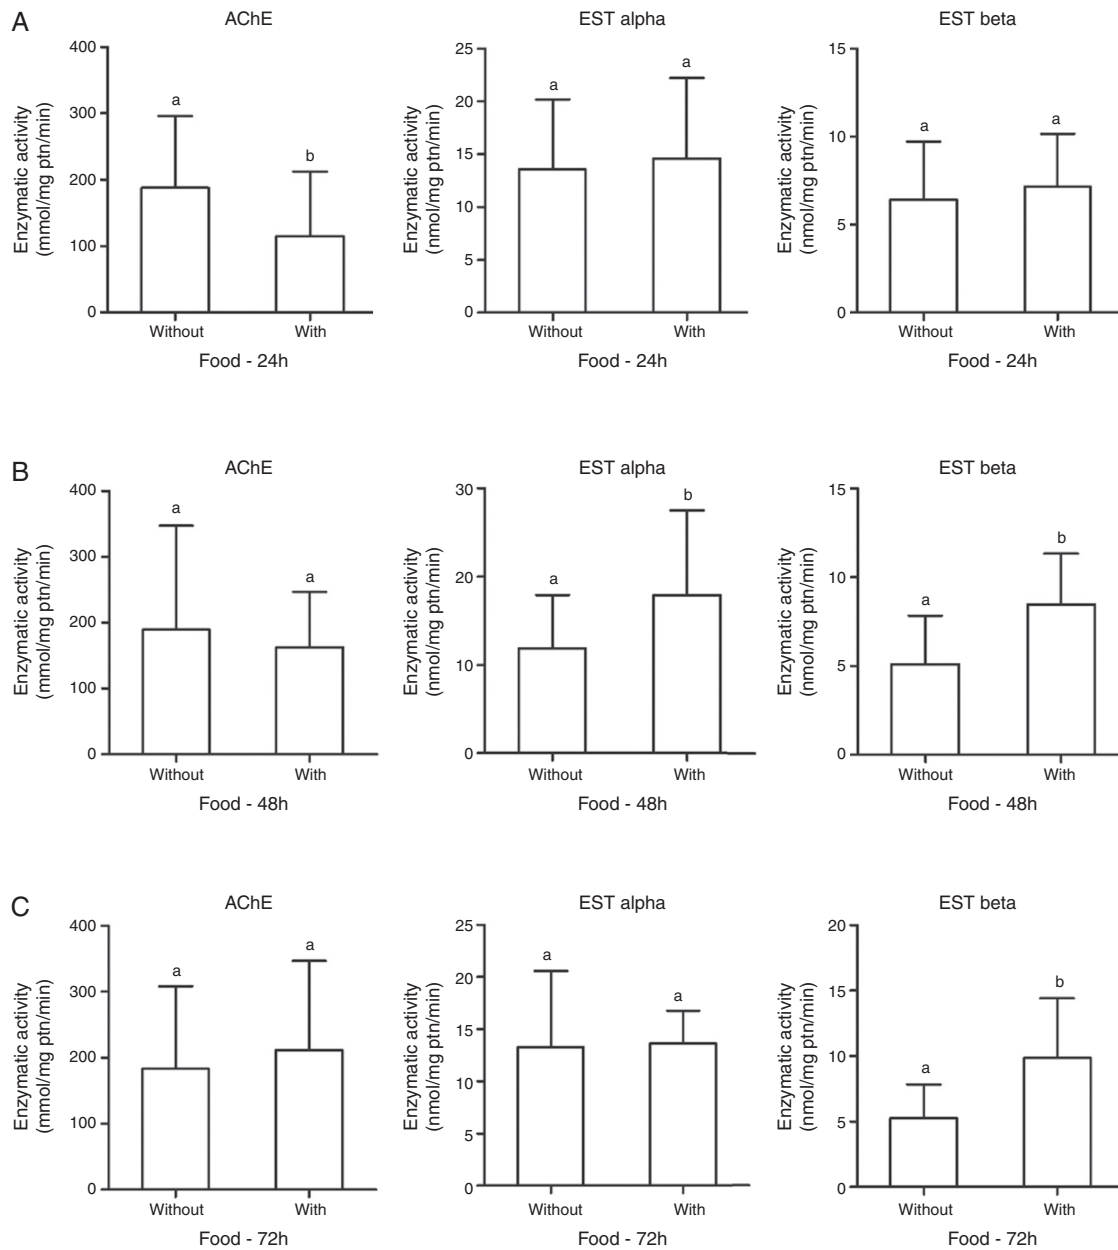 A
AChE
EST alpha
EST beta
Enzymatic activity
(mmol/mg ptn/min)
400
300
200
100
0
a
b
Without
With
Food - 24h
Enzymatic activity
(nmol/mg ptn/min)
25
20
15
10
5
0
a
a
Without
With
Food - 24h
Enzymatic activity
(nmol/mg ptn/min)
15
10
5
0
a
a
Without
With
Food - 24h
B
AChE
EST alpha
EST beta
Enzymatic activity
(mmol/mg ptn/min)
400
300
200
100
0
a
a
Without
With
Food - 48h
Enzymatic activity
(nmol/mg ptn/min)
30
20
10
0
a
b
Without
With
Food - 48h
Enzymatic activity
(nmol/mg ptn/min)
15
10
5
0
a
b
Without
With
Food - 48h
C
AChE
EST alpha
EST beta
Enzymatic activity
(mmol/mg ptn/min)
400
300
200
100
0
a
a
Without
With
Food - 72h
Enzymatic activity
(nmol/mg ptn/min)
25
20
15
10
5
0
a
a
Without
With
Food - 72h
Enzymatic activity
(nmol/mg ptn/min)
20
15
10
5
0
a
b
Without
With
Food - 72h